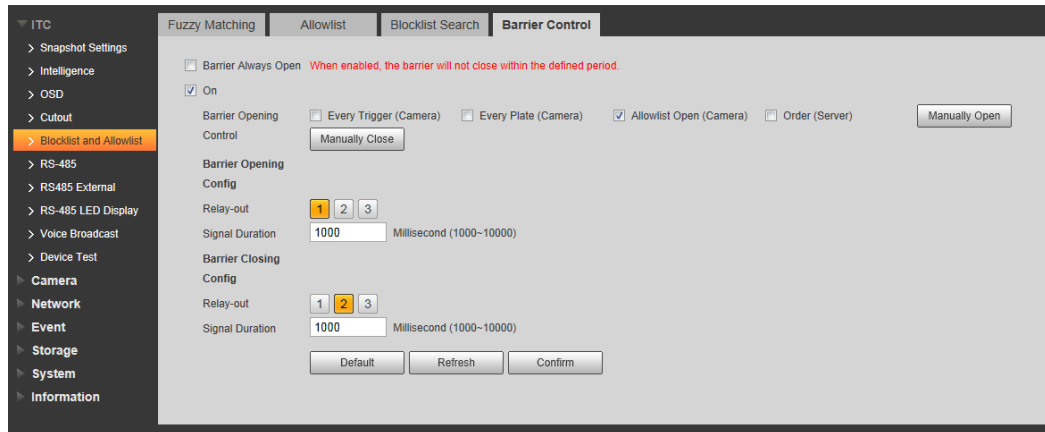 ITC
Snapshot Settings
Intelligence
OSD
Cutout
Blocklist and Allowlist
RS-485
RS485 External
RS-485 LED Display
Voice Broadcast
Device Test
Camera
Network
Event
Storage
System
Information
Fuzzy Matching Allowlist Blocklist Search Barrier Control
Barrier Always Open When enabled, the barrier will not close within the defined period.
On
Barrier Opening Control Every Trigger (Camera) Every Plate (Camera) Allowlist Open (Camera) Order (Server) Manually Open
Manually Close
Barrier Opening
Config
Relay-out 1 2 3
Signal Duration 1000 Millisecond (1000~10000)
Barrier Closing
Config
Relay-out 1 2 3
Signal Duration 1000 Millisecond (1000~10000)
Default Refresh Confirm